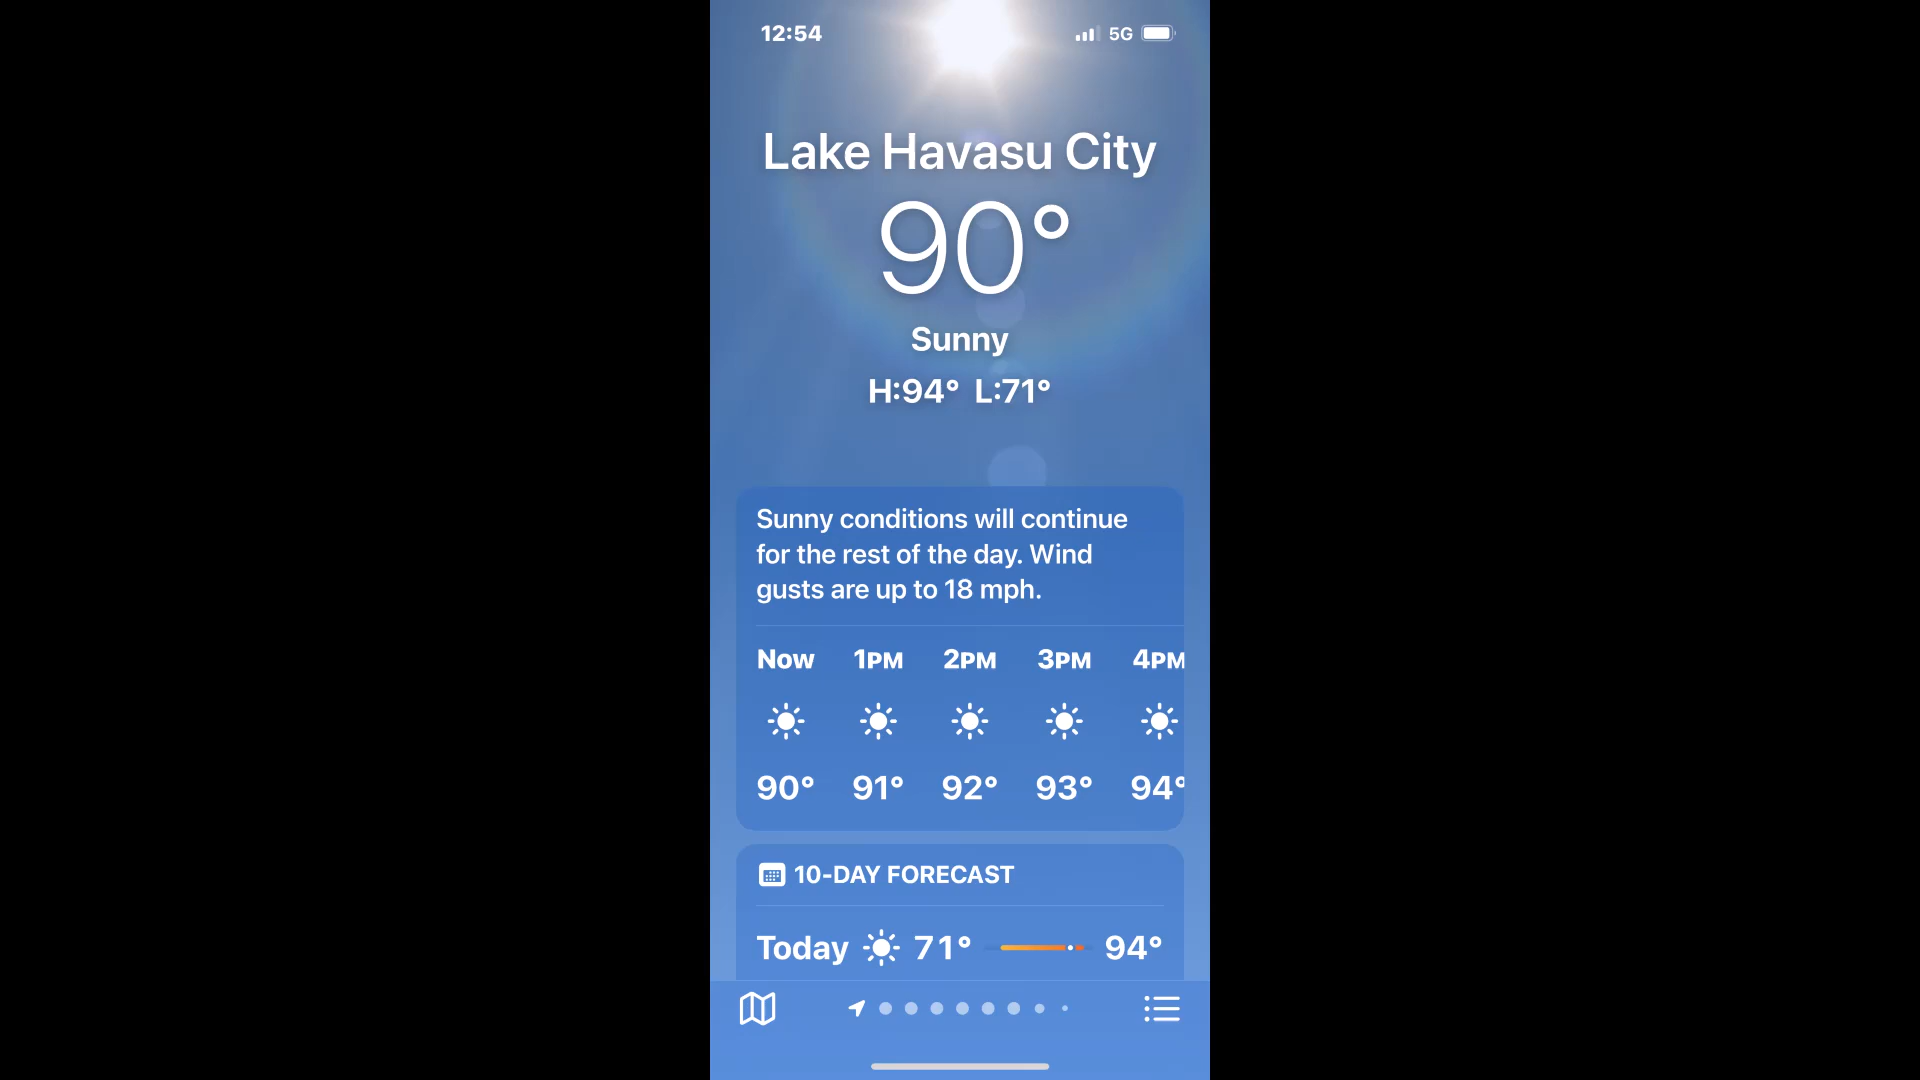 12:54 5G
Lake Havasu City
90°
Sunny
H:94° L:71°
Sunny conditions will continue
for the rest of the day. Wind
gusts are up to 18 mph.
Now 1PM 2PM 3PM 4PM
90° 91° 92° 93° 94°
10-DAY FORECAST
Today 71° 94°